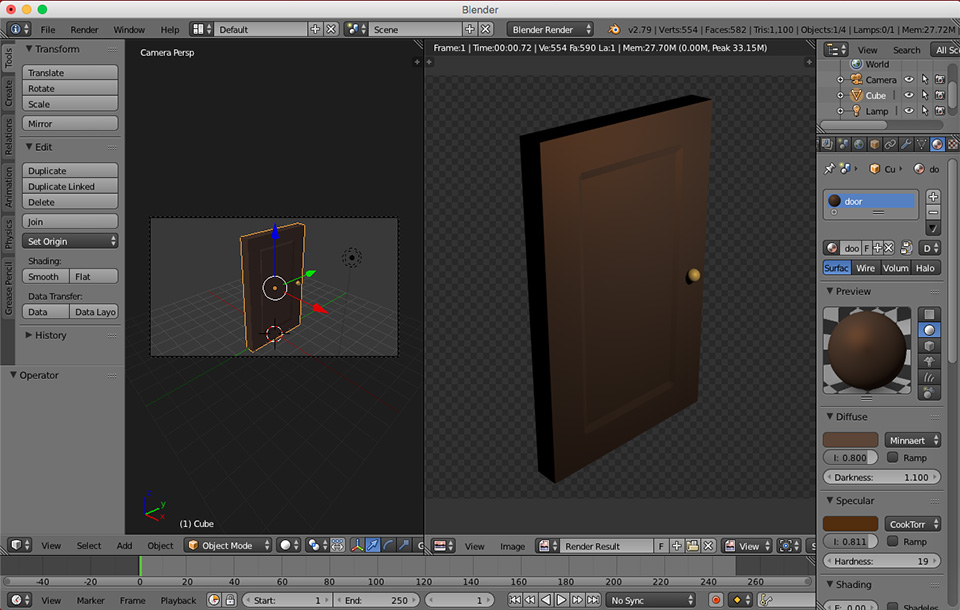 Blender
File Render Window Help Default Scene Blender Render v2.79 | Verts:554 | Faces:582 | Tris:1,100 | Objects:1/4 | Lamps:0/1 | Mem:27.72M
Tools
Create
Relations
Animation
Physics
Grease Pencil
Transform
Translate
Rotate
Scale
Mirror
Edit
Duplicate
Duplicate Linked
Delete
Join
Set Origin
Shading:
Smooth Flat
Data Transfer:
Data Data Layo
History
Operator
Camera Persp
(1) Cube
View Select Add Object Object Mode
Frame:1 | Time:00:00.72 | Ve:554 Fa:590 La:1 | Mem:27.70M (0.00M, Peak 33.15M)
View Image Render Result F View
View Search All Sc
World
Camera
Cube
Lamp
Cu do
door
doo F D
Surfac Wire Volum Halo
Preview
Diffuse
Minnaert
I: 0.800 Ramp
Darkness: 1.100
Specular
CookTorr
I: 0.811 Ramp
Hardness: 19
Shading
-40 -20 0 20 40 60 80 100 120 140 160 180 200 220 240 260
View Marker Frame Playback Start: 1 End: 250 1 No Sync